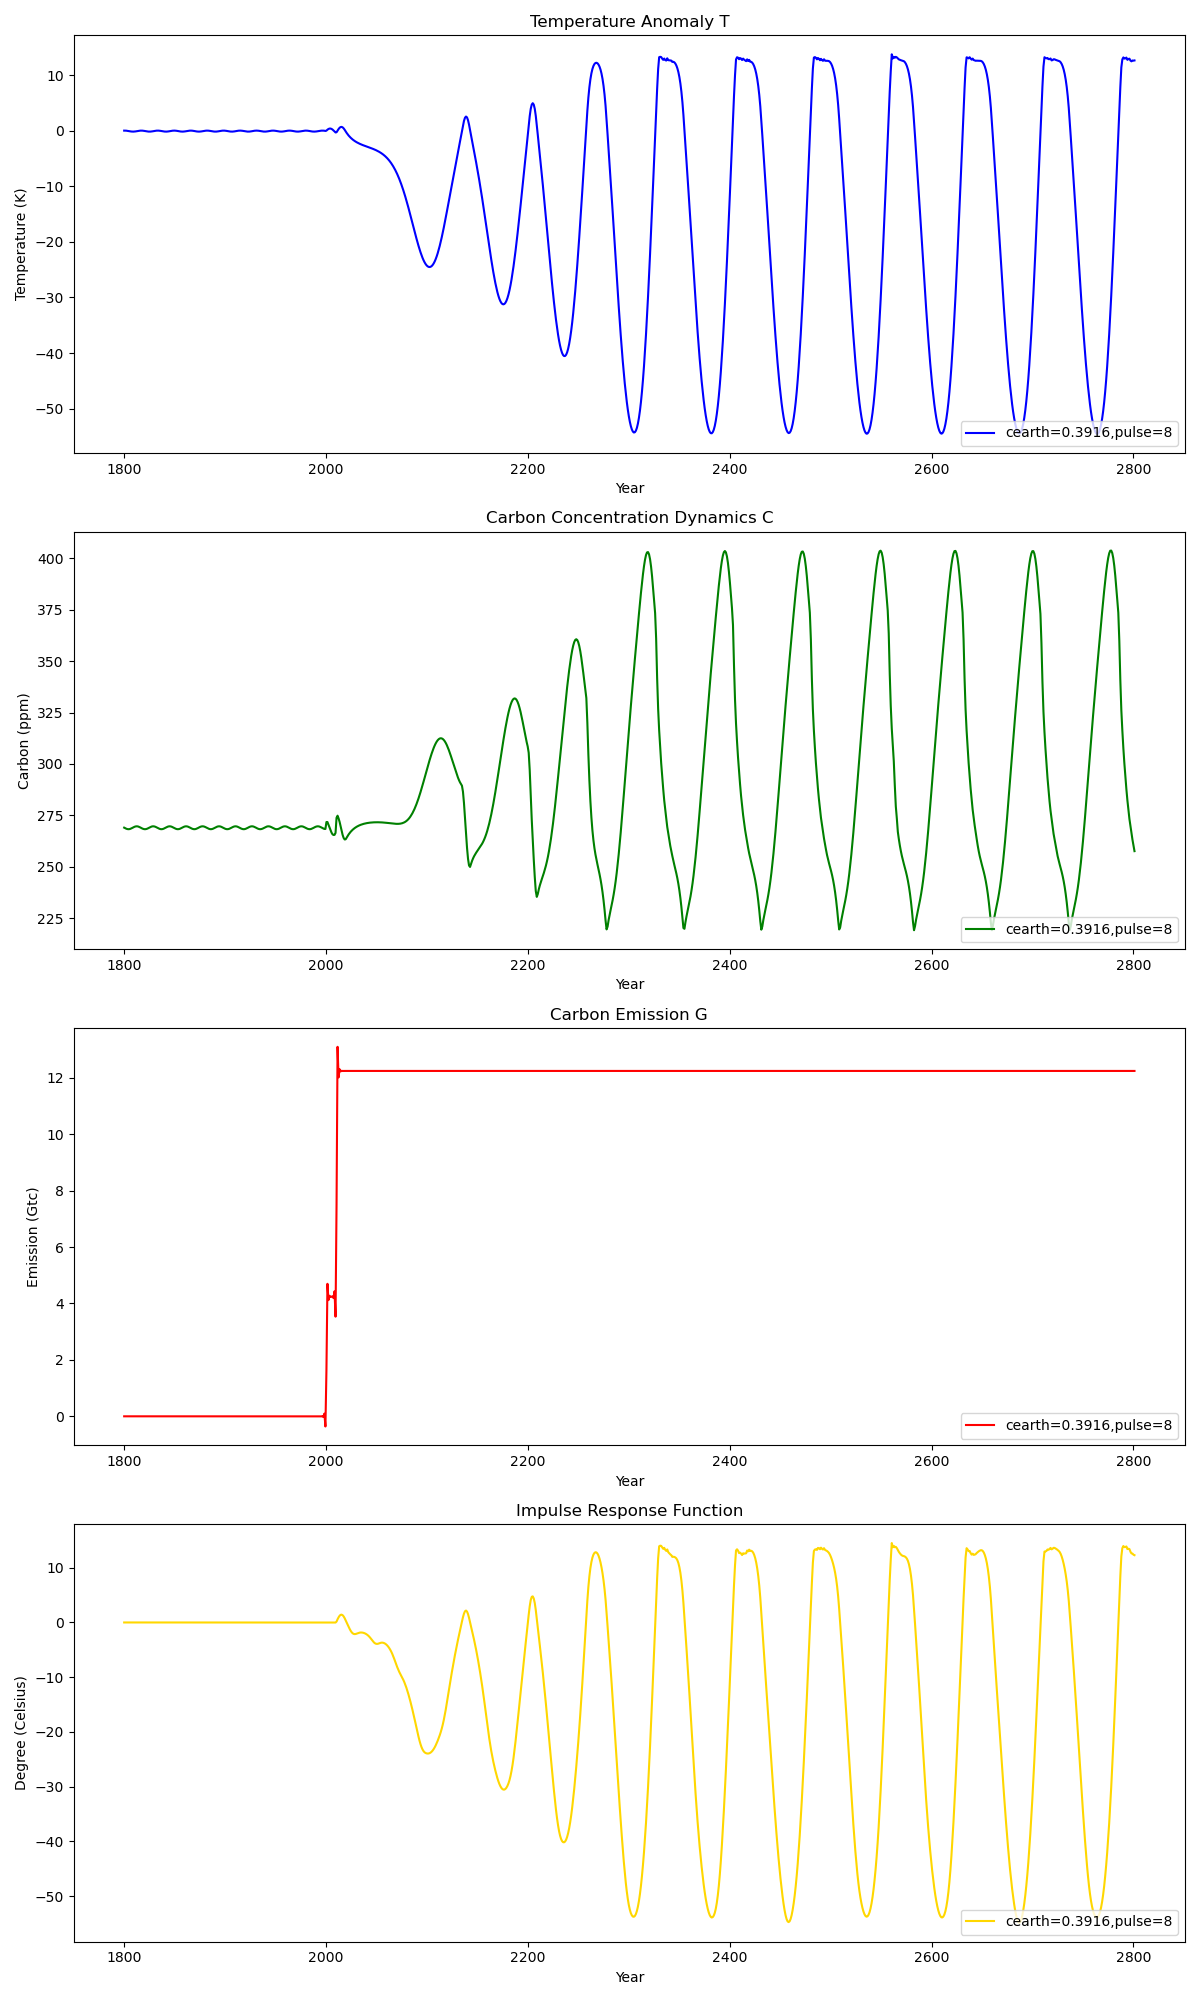 Temperature Anomaly T
Temperature (K)
10
0
−10
−20
−30
−40
−50
cearth=0.3916,pulse=8
1800 2000 2200 2400 2600 2800
Year
Carbon Concentration Dynamics C
Carbon (ppm)
400
375
350
325
300
275
250
225
cearth=0.3916,pulse=8
1800 2000 2200 2400 2600 2800
Year
Carbon Emission G
Emission (Gtc)
12
10
8
6
4
2
0
cearth=0.3916,pulse=8
1800 2000 2200 2400 2600 2800
Year
Impulse Response Function
Degree (Celsius)
10
0
−10
−20
−30
−40
−50
cearth=0.3916,pulse=8
1800 2000 2200 2400 2600 2800
Year